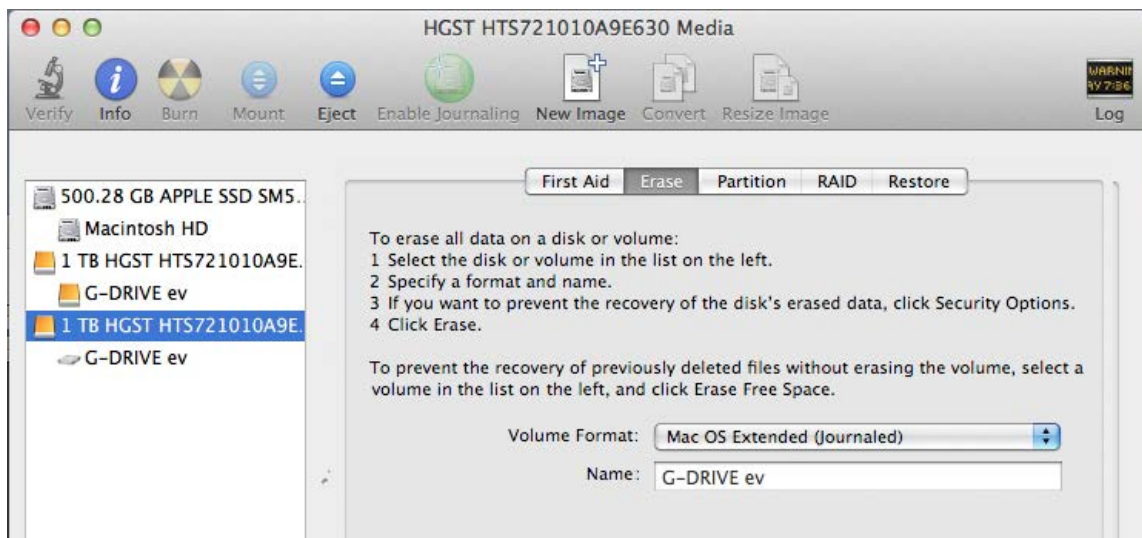 HGST HTS721010A9E630 Media
Verify Info Burn Mount Eject Enable Journaling New Image Convert Resize Image Log
WARNIN
First Aid Erase Partition RAID Restore
500.28 GB APPLE SSD SM5..
Macintosh HD
1 TB HGST HTS721010A9E.
G-DRIVE ev
1 TB HGST HTS721010A9E.
G-DRIVE ev
To erase all data on a disk or volume:
1 Select the disk or volume in the list on the left.
2 Specify a format and name.
3 If you want to prevent the recovery of the disk's erased data, click Security Options.
4 Click Erase.
To prevent the recovery of previously deleted files without erasing the volume, select a
volume in the list on the left, and click Erase Free Space.
Volume Format: Mac OS Extended (Journaled)
Name: G-DRIVE ev